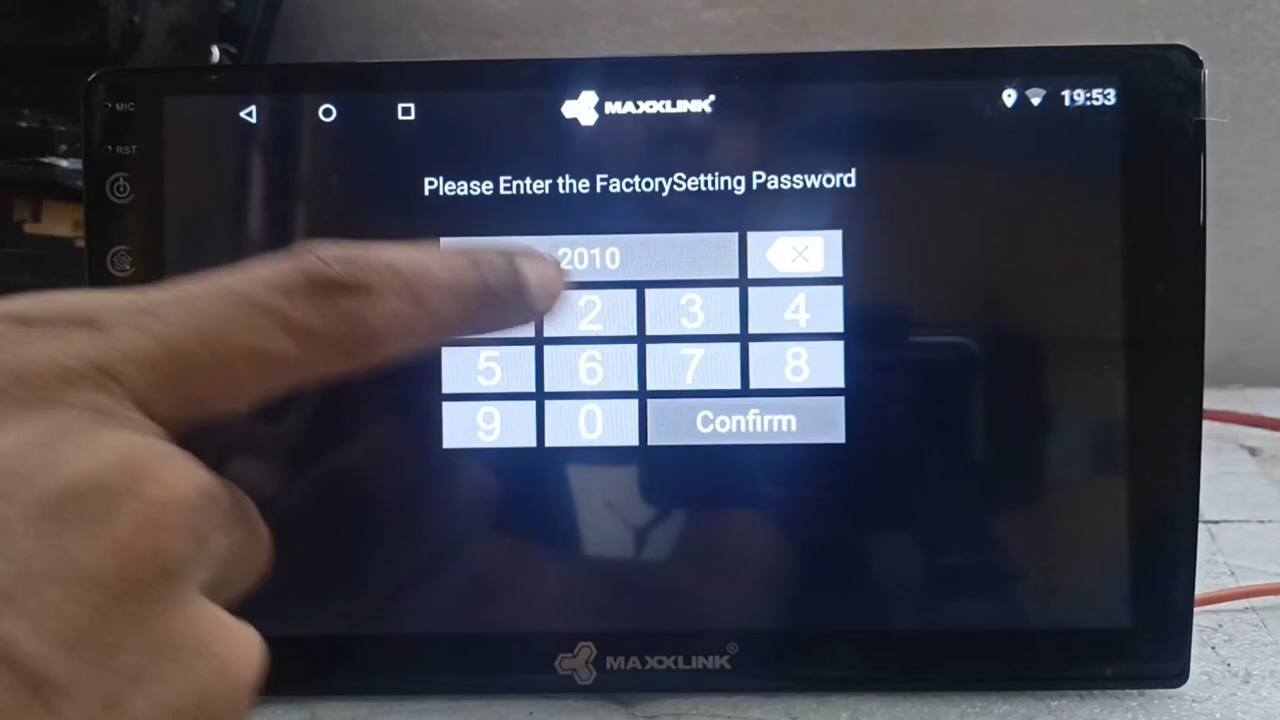 MIC
MAXXLINK®
19:53
RST
Please Enter the FactorySetting Password
2010
2 3 4
5 6 7 8
9 0 Confirm
MAXXLINK®